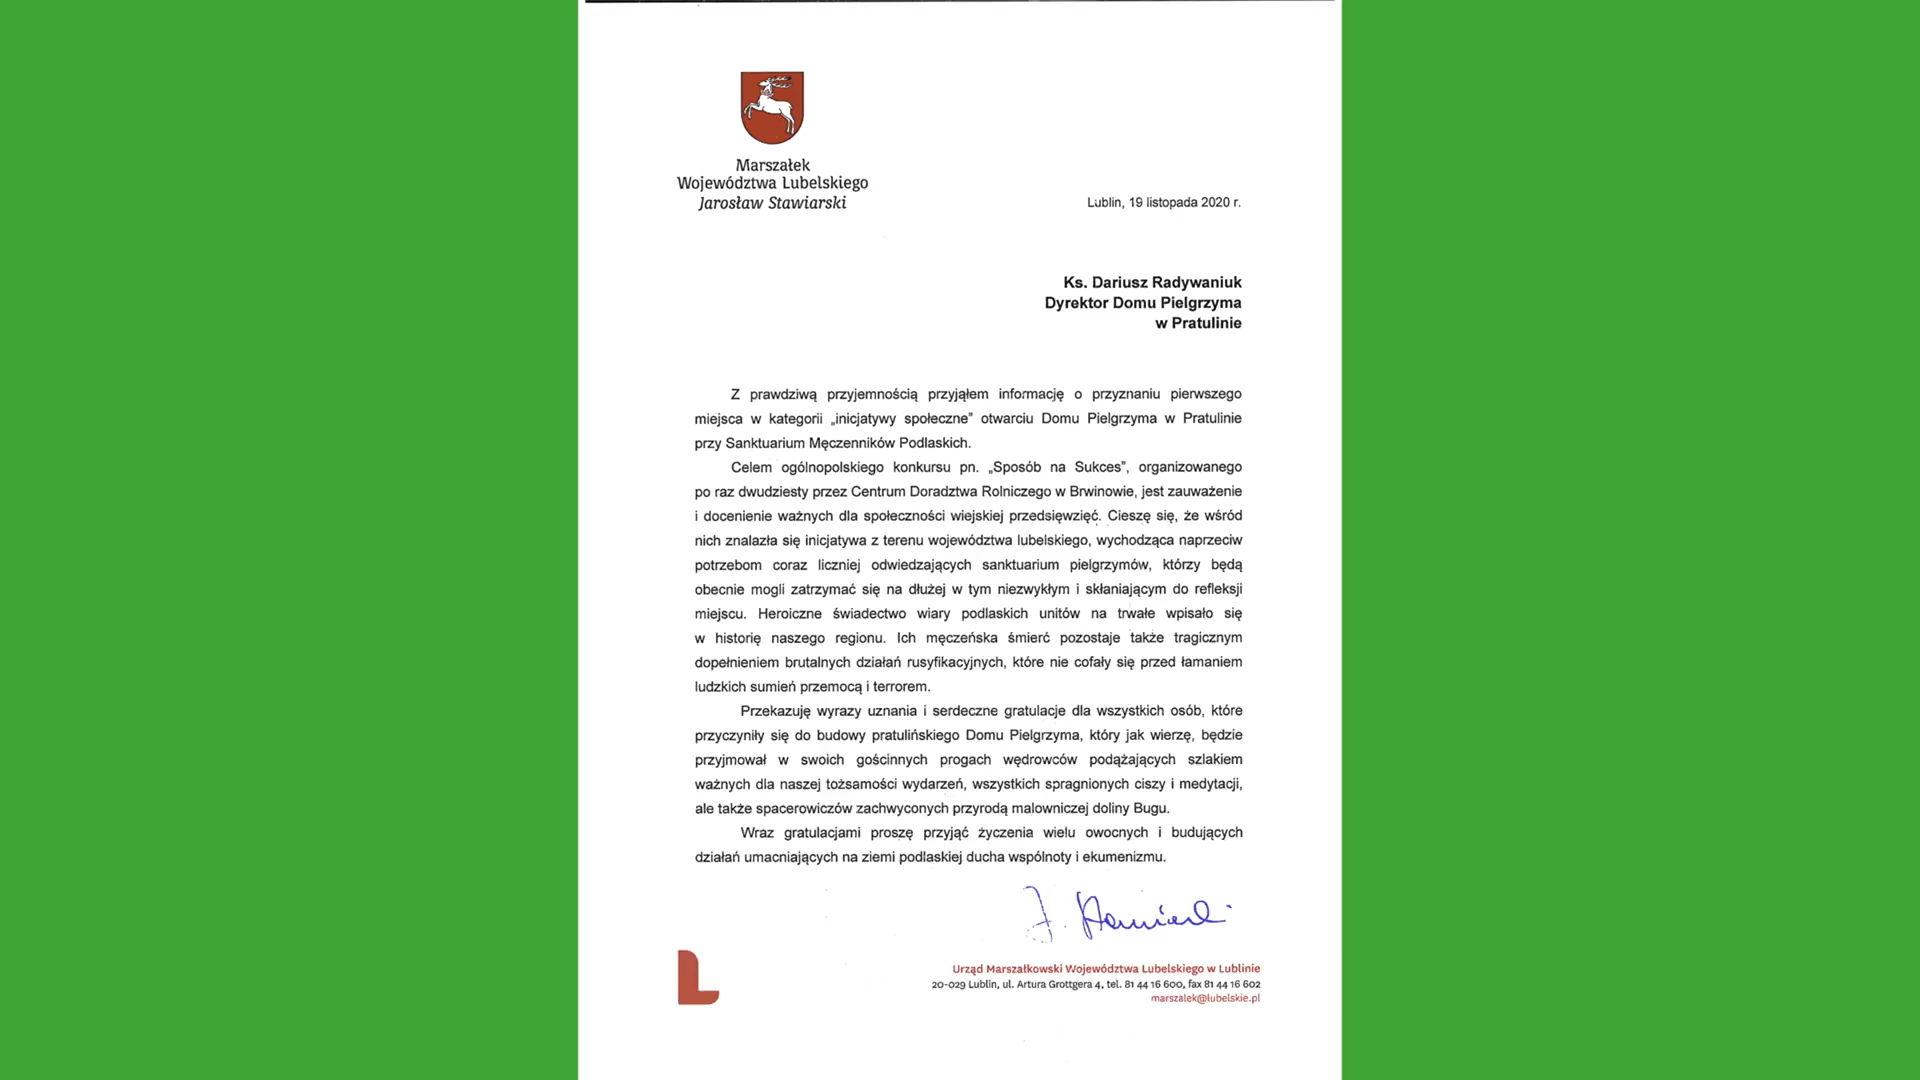 Marszałek
Województwa Lubelskiego
Jarosław Stawiarski
Lublin, 19 listopada 2020 r.
Ks. Dariusz Radywaniuk
Dyrektor Domu Pielgrzyma
w Pratulinie
Z prawdziwą przyjemnością przyjąłem informację o przyznaniu pierwszego
miejsca w kategorii „inicjatywy społeczne” otwarciu Domu Pielgrzyma w Pratulinie
przy Sanktuarium Męczenników Podlaskich.
Celem ogólnopolskiego konkursu pn. „Sposób na Sukces”, organizowanego
po raz dwudziesty przez Centrum Doradztwa Rolniczego w Brwinowie, jest zauważenie
i docenienie ważnych dla społeczności wiejskiej przedsięwzięć. Cieszę się, że wśród
nich znalazła się inicjatywa z terenu województwa lubelskiego, wychodząca naprzeciw
potrzebom coraz liczniej odwiedzających sanktuarium pielgrzymów, którzy będą
obecnie mogli zatrzymać się na dłużej w tym niezwykłym i skłaniającym do refleksji
miejscu. Heroiczne świadectwo wiary podlaskich unitów na trwałe wpisało się
w historię naszego regionu. Ich męczeńska śmierć pozostaje także tragicznym
dopełnieniem brutalnych działań rusyfikacyjnych, które nie cofały się przed łamaniem
ludzkich sumień przemocą i terrorem.
Przekazuję wyrazy uznania i serdeczne gratulacje dla wszystkich osób, które
przyczyniły się do budowy pratulińskiego Domu Pielgrzyma, który jak wierzę, będzie
przyjmował w swoich gościnnych progach wędrowców podążających szlakiem
ważnych dla naszej tożsamości wydarzeń, wszystkich spragnionych ciszy i medytacji,
ale także spacerowiczów zachwyconych przyrodą malowniczej doliny Bugu.
Wraz gratulacjami proszę przyjąć życzenia wielu owocnych i budujących
działań umacniających na ziemi podlaskiej ducha wspólnoty i ekumenizmu.
J. Stawiarski
L
Urząd Marszałkowski Województwa Lubelskiego w Lublinie
20-029 Lublin, ul. Artura Grottgera 4, tel. 81 44 16 600, fax 81 44 16 602
marszalek@lubelskie.pl